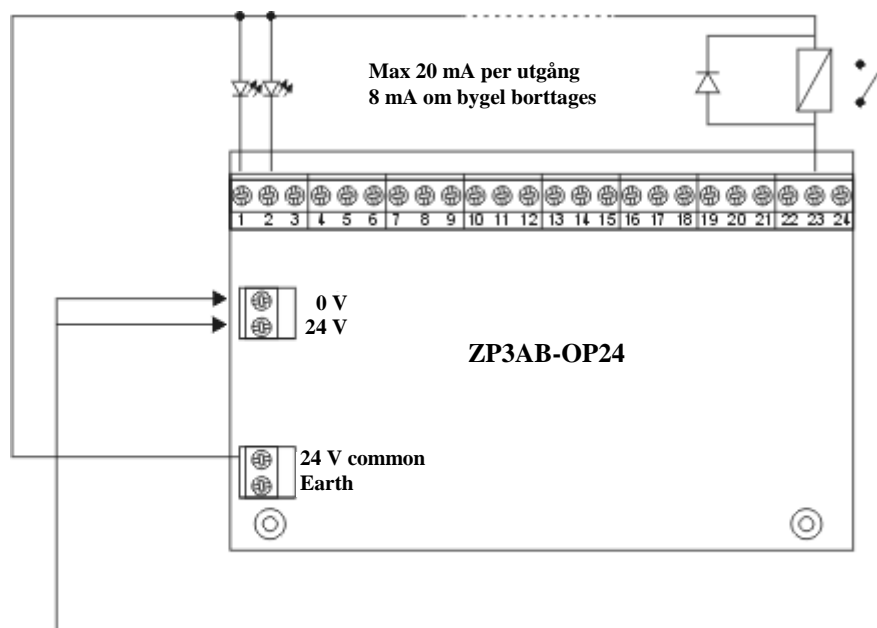 Max 20 mA per utgång
8 mA om bygel borttages
1 2 3 4 5 6 7 8 9 10 11 12 13 14 15 16 17 18 19 20 21 22 23 24
0 V
24 V
ZP3AB-OP24
24 V common
Earth